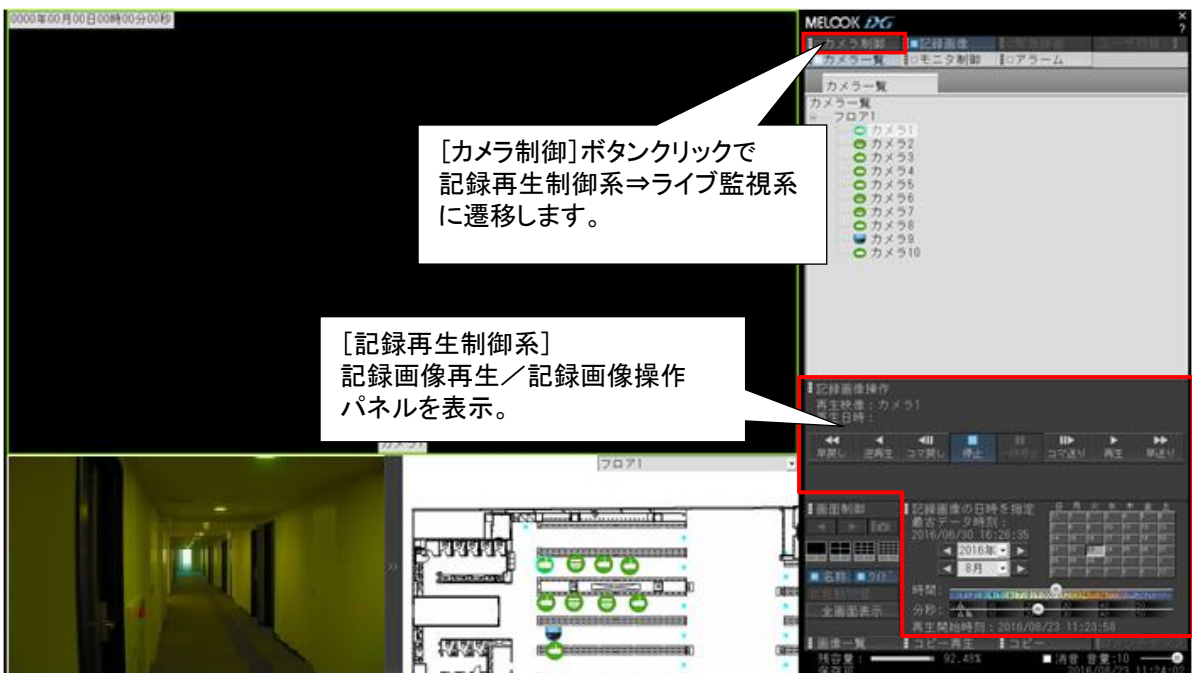 0000年00月00日00時00分00秒
MELOOK DG
×
?
カメラ制御
記録画像
カメラ一覧
モニタ制御
アラーム
カメラ一覧
カメラ一覧
フロア1
カメラ1
カメラ2
カメラ3
カメラ4
カメラ5
カメラ6
カメラ7
カメラ8
カメラ9
カメラ10
[カメラ制御]ボタンクリックで
記録再生制御系⇒ライブ監視系
に遷移します。
[記録再生制御系]
記録画像再生/記録画像操作
パネルを表示。
カメラ1
フロア1
記録画像操作
再生映像：カメラ1
再生日時：
早戻し 逆再生 コマ戻し 停止 コマ送り 再生 早送り
画面制御
名称
全画面表示
記録画像の日時を指定
最古データ時刻：
2016/06/30 16:26:35
日 月 火 水 木 金 土
2016年
8月
時間：
分秒：
再生開始時刻：2016/08/23 11:23:58
画像一覧
コピー再生
コピー
残容量： 92.48%
保存可
消音 音量:10
2016/08/23 11:24:02